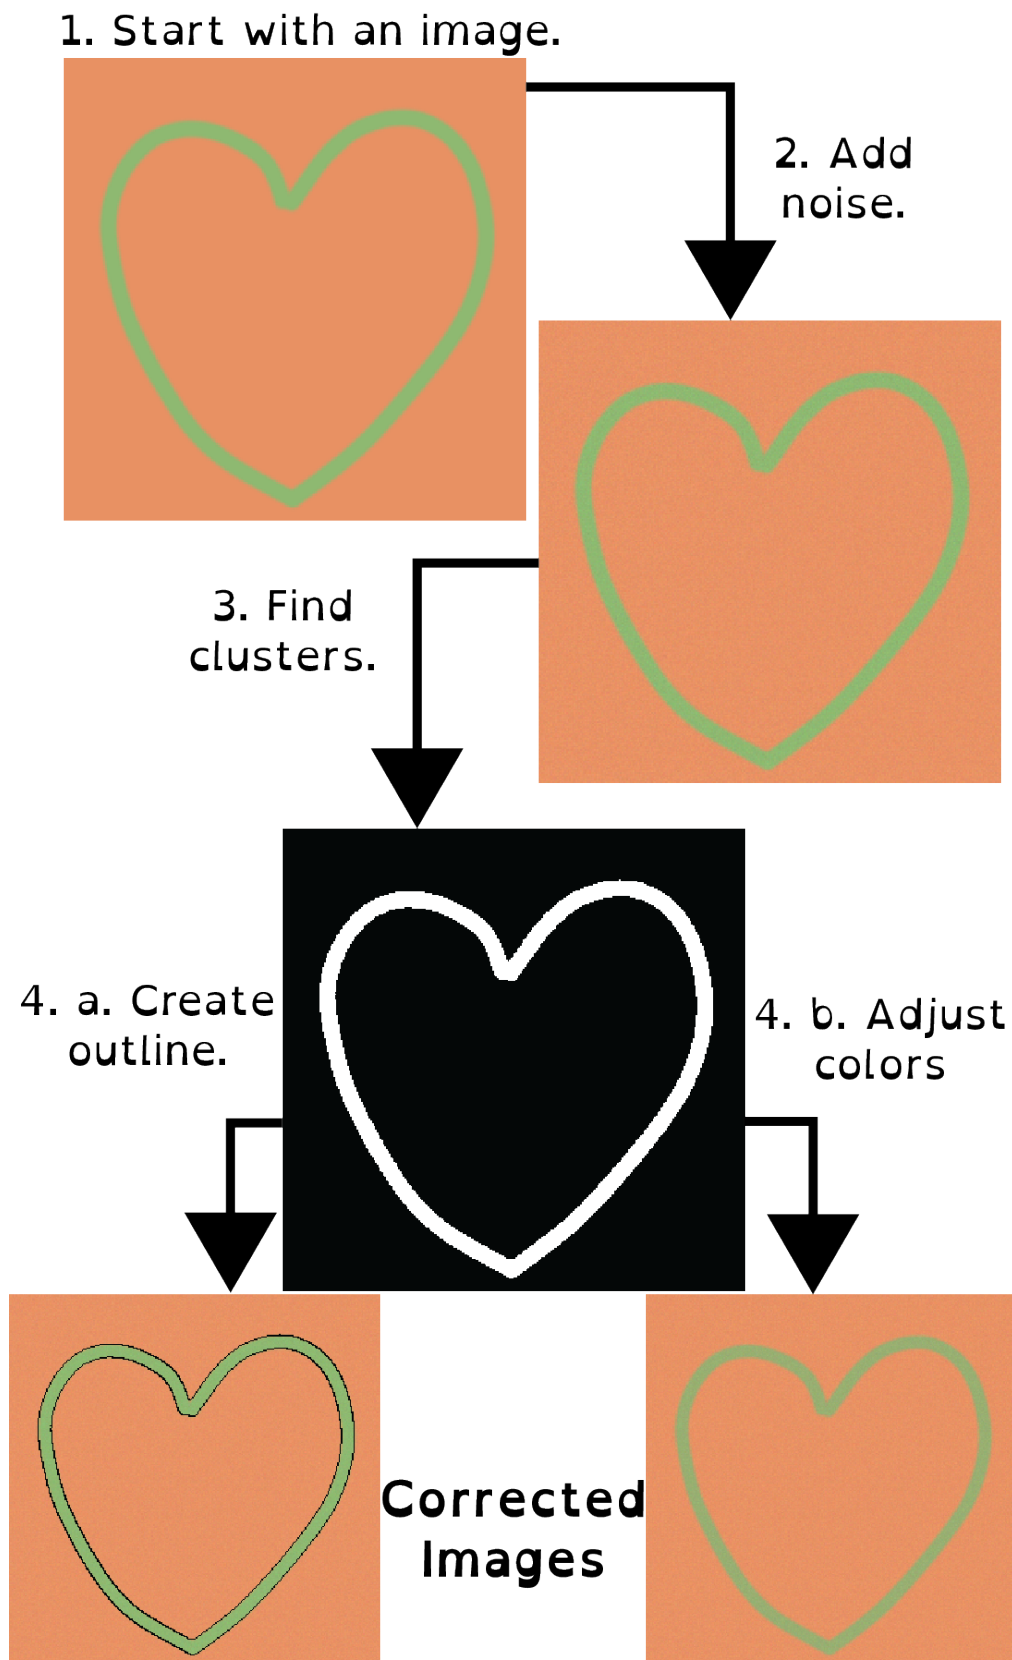 1. Start with an image.
2. Add
noise.
3. Find
clusters.
4. a. Create
outline.
4. b. Adjust
colors
Corrected
Images